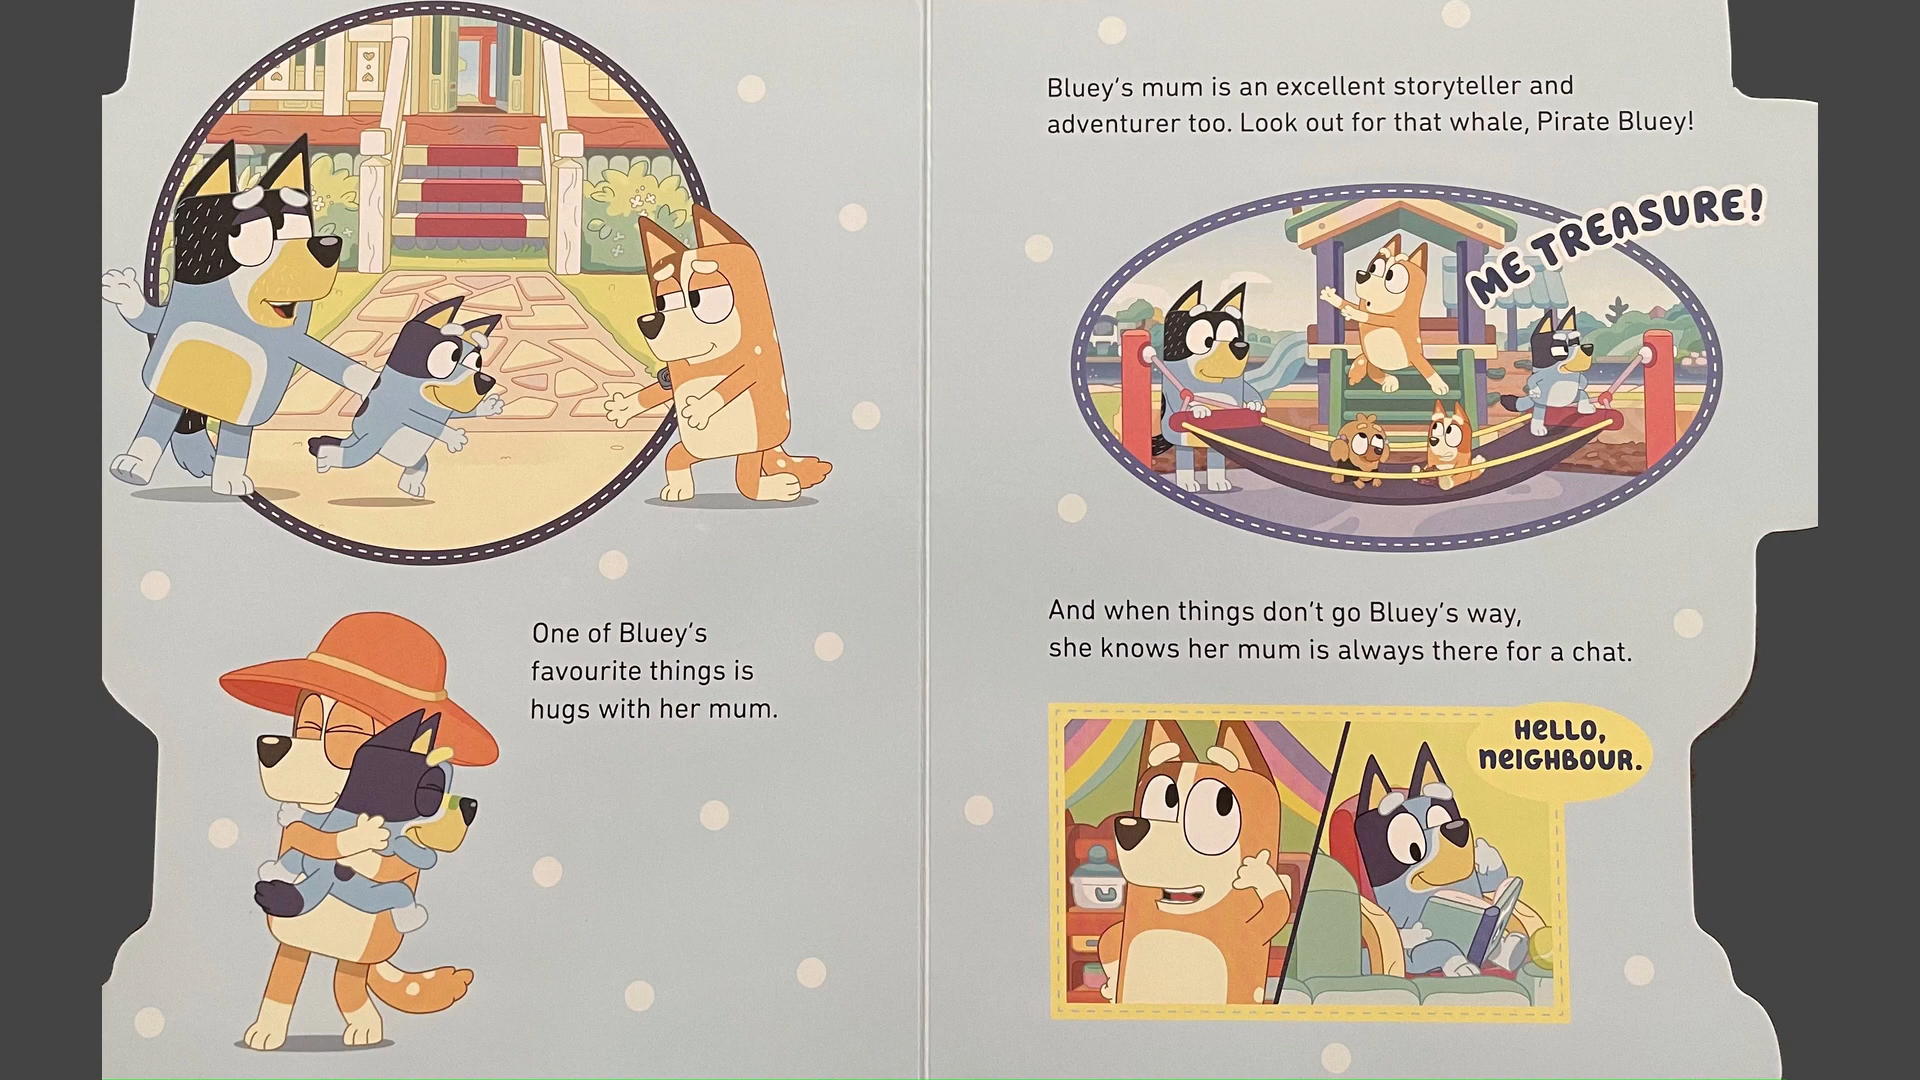 One of Bluey's
favourite things is
hugs with her mum.
Bluey's mum is an excellent storyteller and
adventurer too. Look out for that whale, Pirate Bluey!
ME TREASURE!
And when things don't go Bluey's way,
she knows her mum is always there for a chat.
HELLO,
NEIGHBOUR.